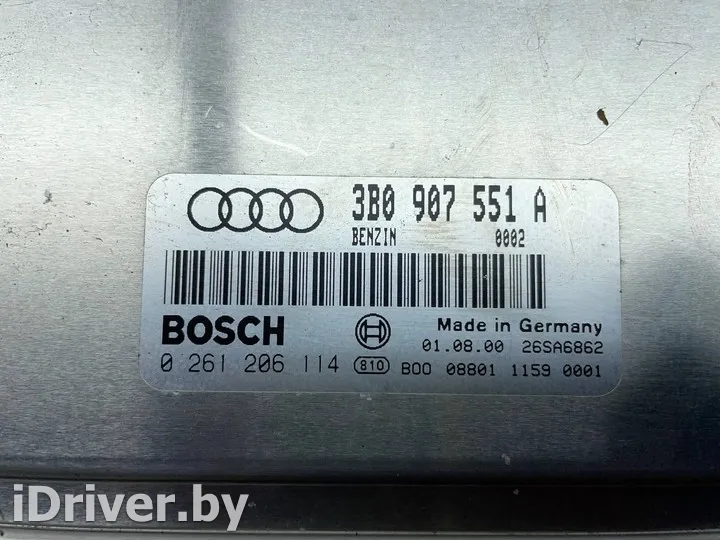 3B0 907 551 A
BENZIN 0002
BOSCH
Made in Germany
01.08.00 26SA6862
0 261 206 114 810 B00 08801 1159 0001
iDriver.by